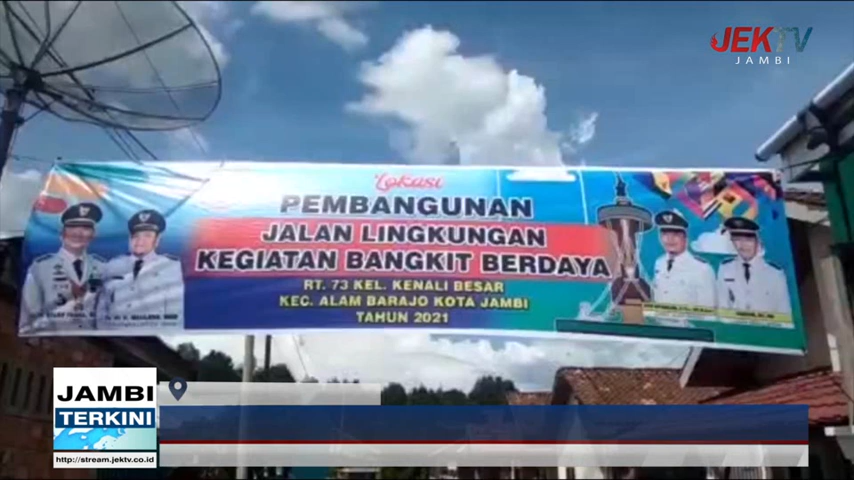 JEKTV
JAMBI
Lokasi
PEMBANGUNAN
JALAN LINGKUNGAN
KEGIATAN BANGKIT BERDAYA
RT. 73 KEL. KENALI BESAR
KEC. ALAM BARAJO KOTA JAMBI
TAHUN 2021
JAMBI
TERKINI
http://stream.jektv.co.id